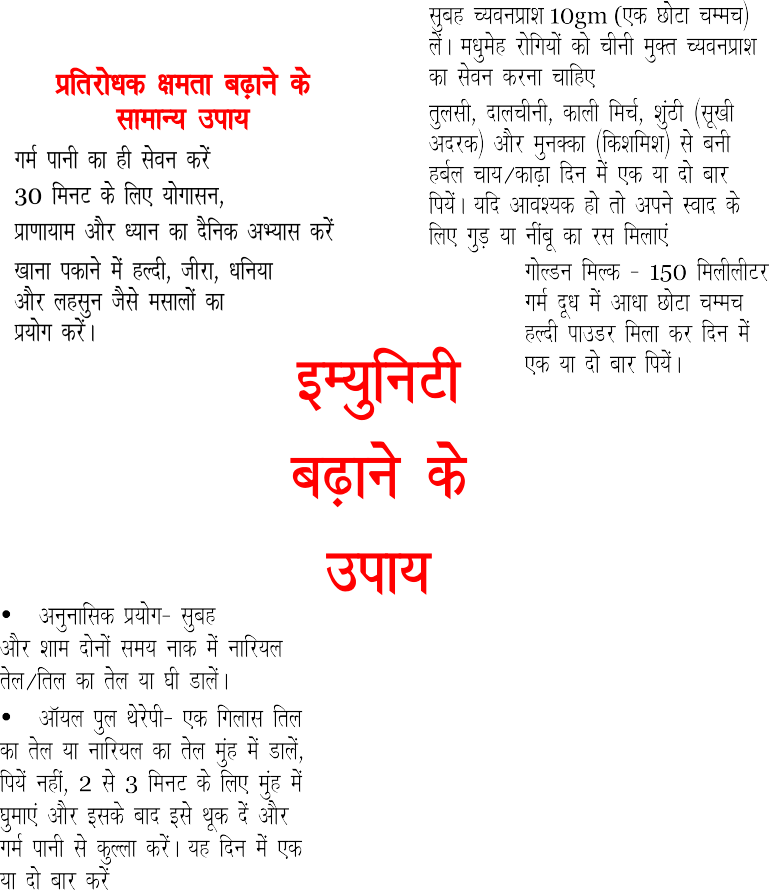 प्रतिरोधक क्षमता बढ़ाने के
सामान्य उपाय
गर्म पानी का ही सेवन करें
30 मिनट के लिए योगासन,
प्राणायाम और ध्यान का दैनिक अभ्यास करें
खाना पकाने में हल्दी, जीरा, धनिया
और लहसुन जैसे मसालों का
प्रयोग करें।
सुबह च्यवनप्राश 10gm (एक छोटा चम्मच)
लें। मधुमेह रोगियों को चीनी मुक्त च्यवनप्राश
का सेवन करना चाहिए
तुलसी, दालचीनी, काली मिर्च, शुंठी (सूखी
अदरक) और मुनक्का (किशमिश) से बनी
हर्बल चाय/काढ़ा दिन में एक या दो बार
पियें। यदि आवश्यक हो तो अपने स्वाद के
लिए गुड़ या नींबू का रस मिलाएं
गोल्डन मिल्क - 150 मिलीलीटर
गर्म दूध में आधा छोटा चम्मच
हल्दी पाउडर मिला कर दिन में
एक या दो बार पियें।
इम्युनिटी
बढ़ाने के
उपाय
• अनुनासिक प्रयोग- सुबह
और शाम दोनों समय नाक में नारियल
तेल/तिल का तेल या घी डालें।
• ऑयल पुल थेरेपी- एक गिलास तिल
का तेल या नारियल का तेल मुंह में डालें,
पियें नहीं, 2 से 3 मिनट के लिए मुंह में
घुमाएं और इसके बाद इसे थूक दें और
गर्म पानी से कुल्ला करें। यह दिन में एक
या दो बार करें